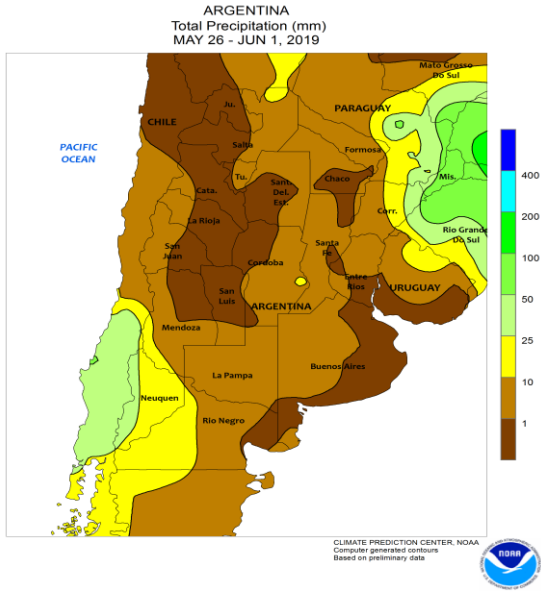 ARGENTINA
Total Precipitation (mm)
MAY 26 - JUN 1, 2019
Mato Grosso
Do Sul
Ju.
PARAGUAY
CHILE
PACIFIC
OCEAN
Salta
Formosa
Tu.
Sant.
Del.
Est.
Chaco
Mis.
Cata.
Corr.
La Rioja
Rio Grande
Do Sul
San
Juan
Santa
Fe
Cordoba
Entre
Rios
URUGUAY
San
Luis
ARGENTINA
Mendoza
La Pampa
Buenos Aires
Neuquen
Rio Negro
400
200
100
50
25
10
1
CLIMATE PREDICTION CENTER, NOAA
Computer generated contours
Based on preliminary data
NOAA